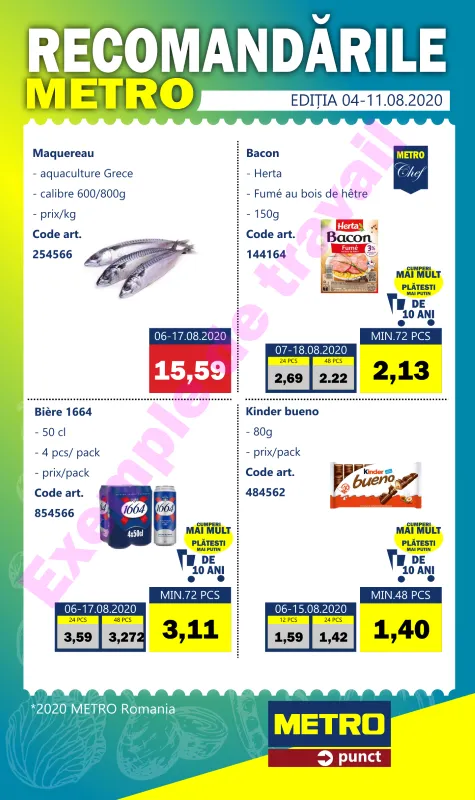 RECOMANDĂRILE
METRO
EDIȚIA 04-11.08.2020
Maquereau
- aquaculture Grece
- calibre 600/800g
- prix/kg
Code art.
254566
06-17.08.2020
15,59
Bacon
- Herta
- Fumé au bois de hêtre
- 150g
Code art.
144164
METRO
Chef
Herta
Bacon
Fumé
CUMPERI
MAI MULT
PLĂTEȘTI
MAI PUTIN
DE
10 ANI
07-18.08.2020
24 PCS
48 PCS
2,69
2.22
MIN.72 PCS
2,13
Bière 1664
- 50 cl
- 4 pcs/ pack
- prix/pack
Code art.
854566
1664
4x50cl
CUMPERI
MAI MULT
PLĂTEȘTI
MAI PUTIN
DE
10 ANI
06-17.08.2020
24 PCS
48 PCS
3,59
3,272
MIN.72 PCS
3,11
Kinder bueno
- 80g
- prix/pack
Code art.
484562
Kinder
bueno
CUMPERI
MAI MULT
PLĂTEȘTI
MAI PUTIN
DE
10 ANI
06-15.08.2020
12 PCS
24 PCS
1,59
1,42
MIN.48 PCS
1,40
Exemple de travail
*2020 METRO Romania
METRO
punct